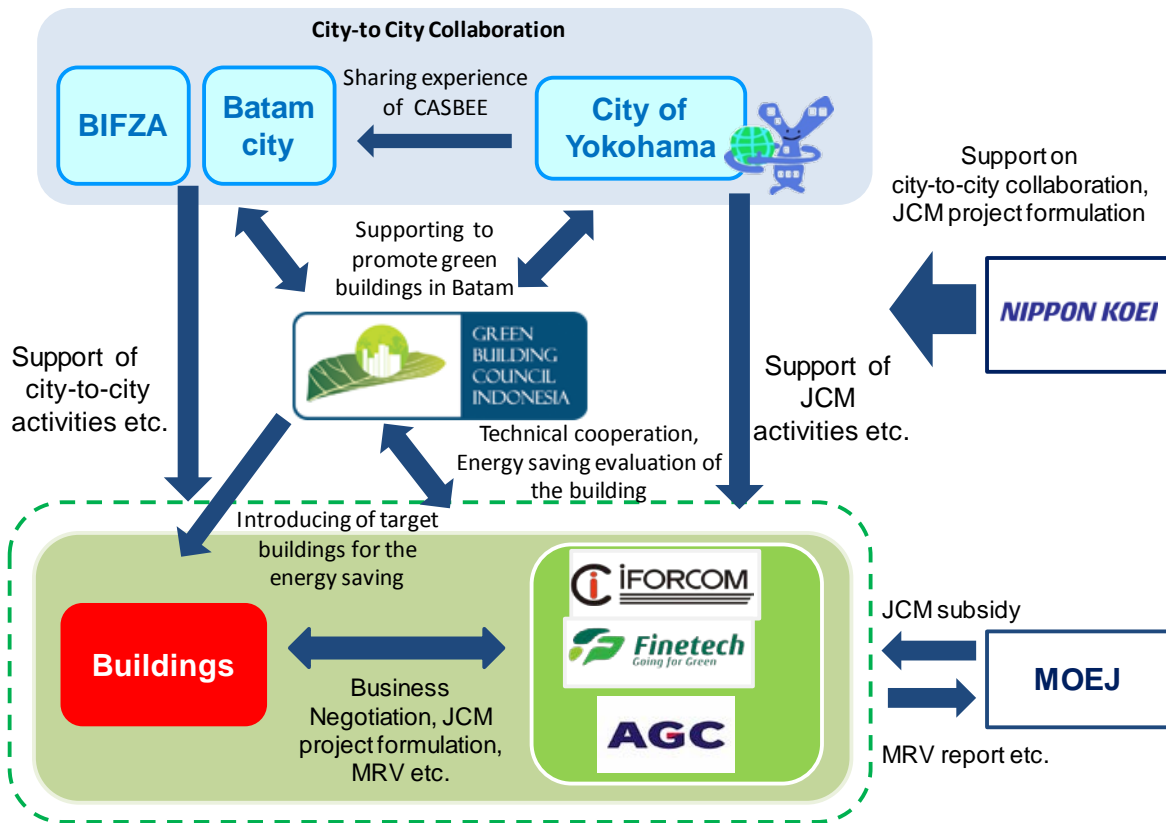 City-to City Collaboration
BIFZA
Batam
city
Sharing experience
of CASBEE
City of
Yokohama
Support on
city-to-city collaboration,
JCM project formulation
NIPPON KOEI
Supporting to
promote green
buildings in Batam
GREEN
BUILDING
COUNCIL
INDONESIA
Support of
city-to-city
activities etc.
Support of
JCM
activities etc.
Technical cooperation,
Energy saving evaluation of
the building
Introducing of target
buildings for the
energy saving
Buildings
Business
Negotiation, JCM
project formulation,
MRV etc.
iFORCOM
Finetech
Going for Green
AGC
JCM subsidy
MOEJ
MRV report etc.